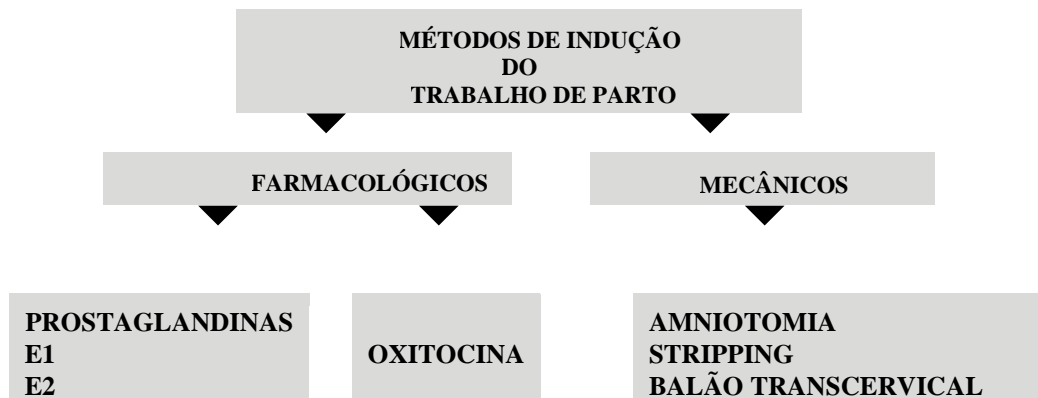 MÉTODOS DE INDUÇÃO
DO
TRABALHO DE PARTO
FARMACOLÓGICOS
MECÂNICOS
PROSTAGLANDINAS
E1
E2
OXITOCINA
AMNIOTOMIA
STRIPPING
BALÃO TRANSCERVICAL